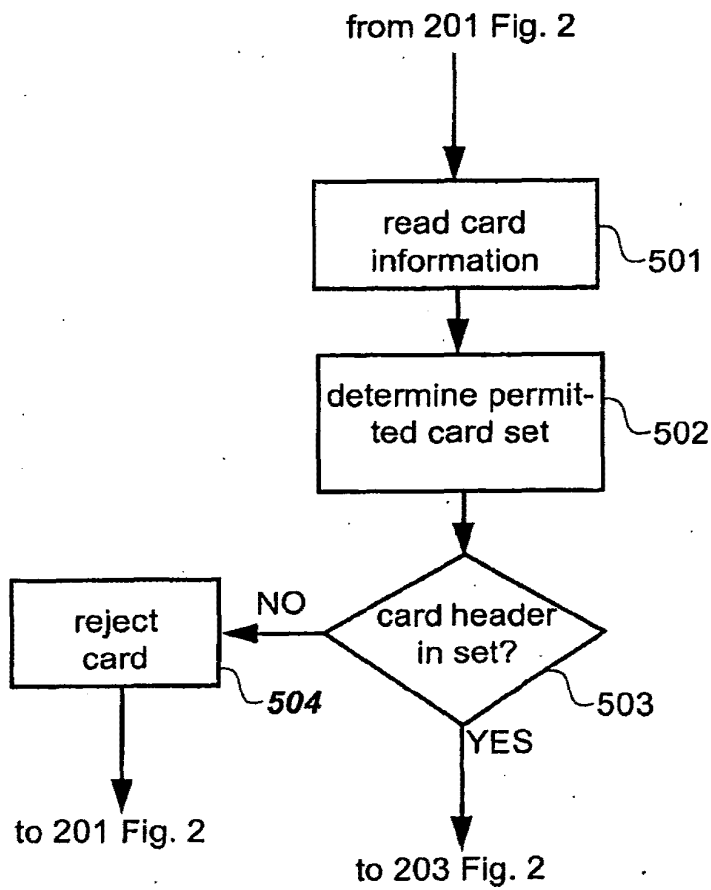 from 201 Fig. 2
read card
information
501
determine permit-
ted card set
502
card header
in set?
503
NO
reject
card
504
YES
to 201 Fig. 2
to 203 Fig. 2